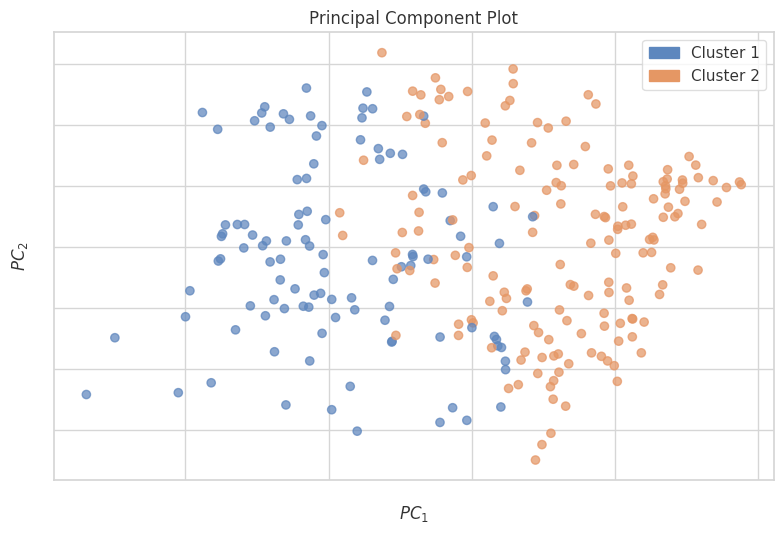 Principal Component Plot
Cluster 1
Cluster 2
PC₂
PC₁